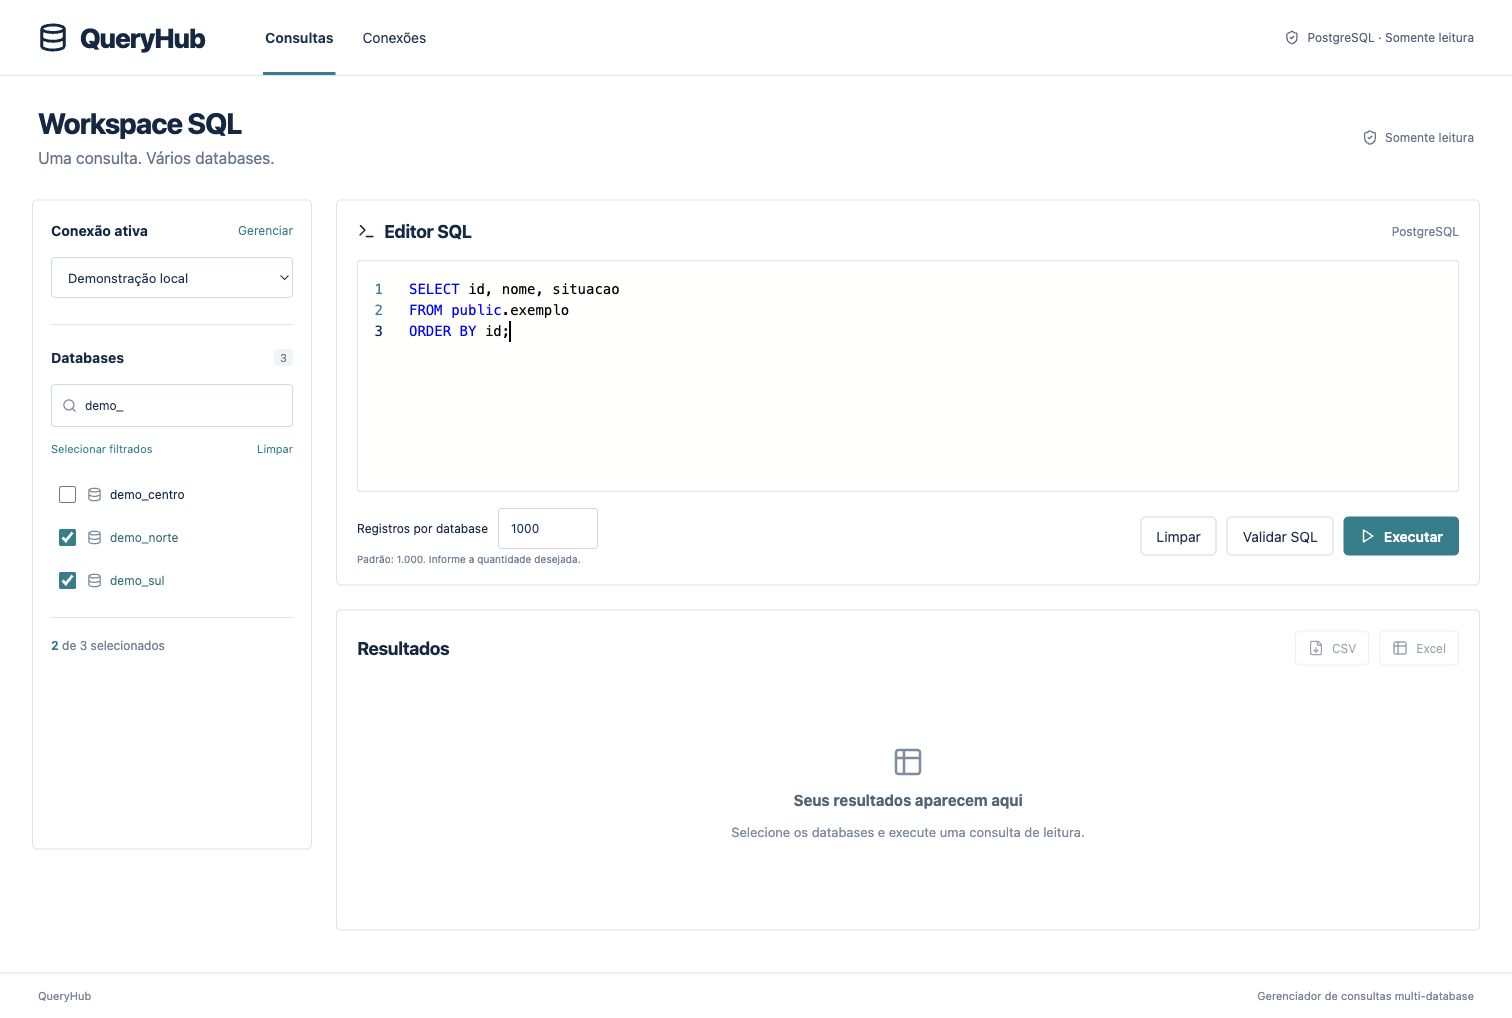 QueryHub
Consultas
Conexões
PostgreSQL · Somente leitura
Workspace SQL
Uma consulta. Vários databases.
Somente leitura
Conexão ativa
Gerenciar
Demonstração local
Databases
3
demo_
Selecionar filtrados
Limpar
demo_centro
demo_norte
demo_sul
2 de 3 selecionados
Editor SQL
PostgreSQL
1 SELECT id, nome, situacao
2 FROM public.exemplo
3 ORDER BY id;
Registros por database
1000
Padrão: 1.000. Informe a quantidade desejada.
Limpar
Validar SQL
Executar
Resultados
CSV
Excel
Seus resultados aparecem aqui
Selecione os databases e execute uma consulta de leitura.
QueryHub
Gerenciador de consultas multi-database